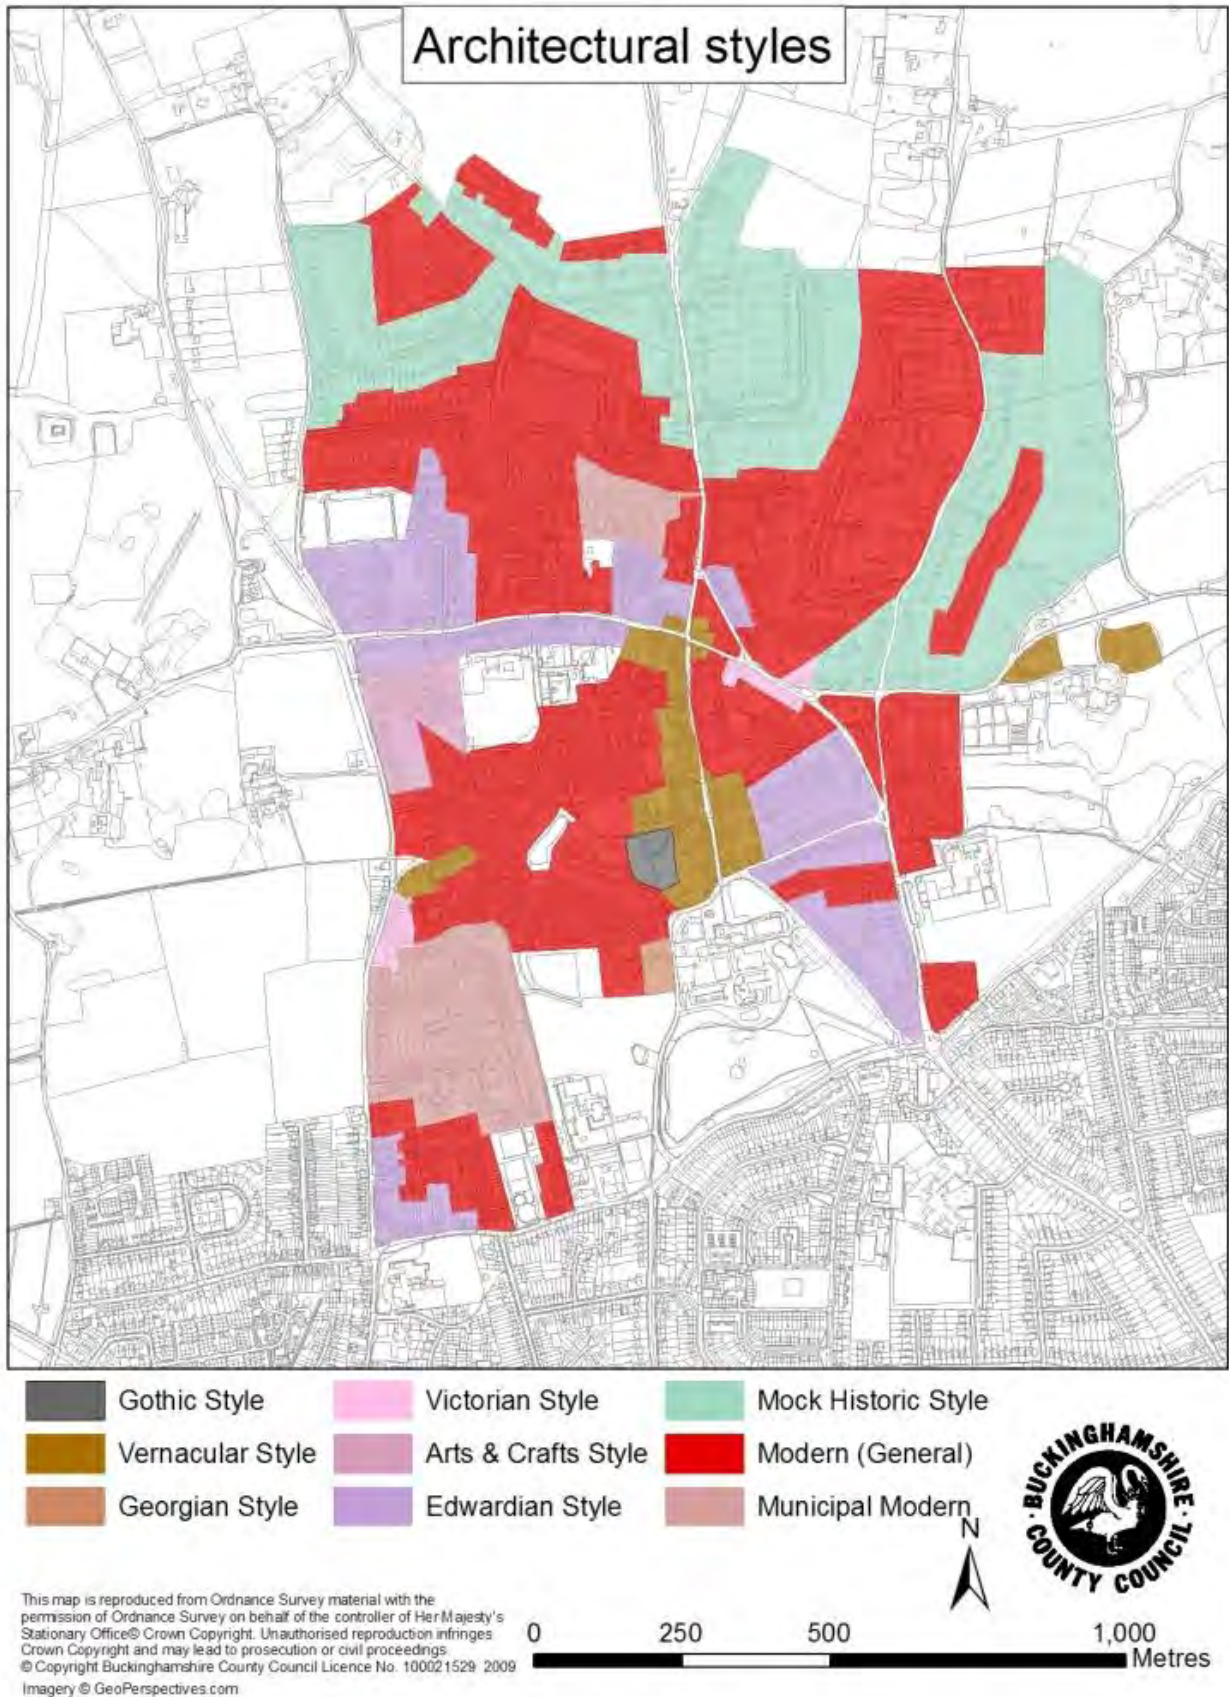 Architectural styles
Gothic Style
Victorian Style
Mock Historic Style
Vernacular Style
Arts & Crafts Style
Modern (General)
Georgian Style
Edwardian Style
Municipal Modern
BUCKINGHAMSHIRE
COUNTY COUNCIL
N
This map is reproduced from Ordnance Survey material with the
permission of Ordnance Survey on behalf of the controller of Her Majesty's
Stationary Office© Crown Copyright. Unauthorised reproduction infringes
Crown Copyright and may lead to prosecution or civil proceedings
© Copyright Buckinghamshire County Council Licence No. 100021529 2009
Imagery © GeoPerspectives.com
0 250 500 1,000
Metres